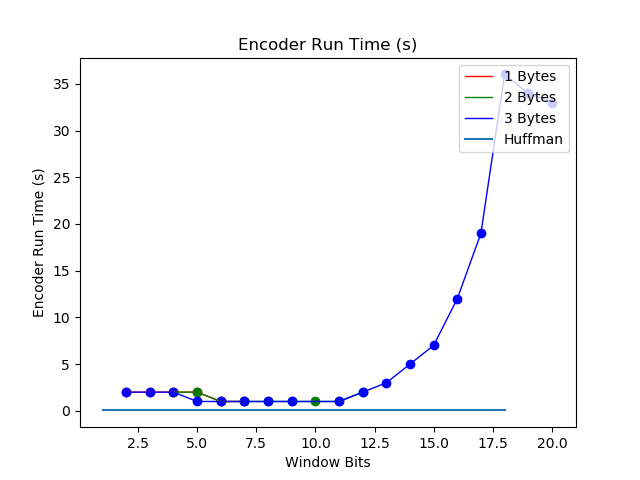 Encoder Run Time (s)
1 Bytes
2 Bytes
3 Bytes
Huffman
Encoder Run Time (s)
35
30
25
20
15
10
5
0
2.5 5.0 7.5 10.0 12.5 15.0 17.5 20.0
Window Bits